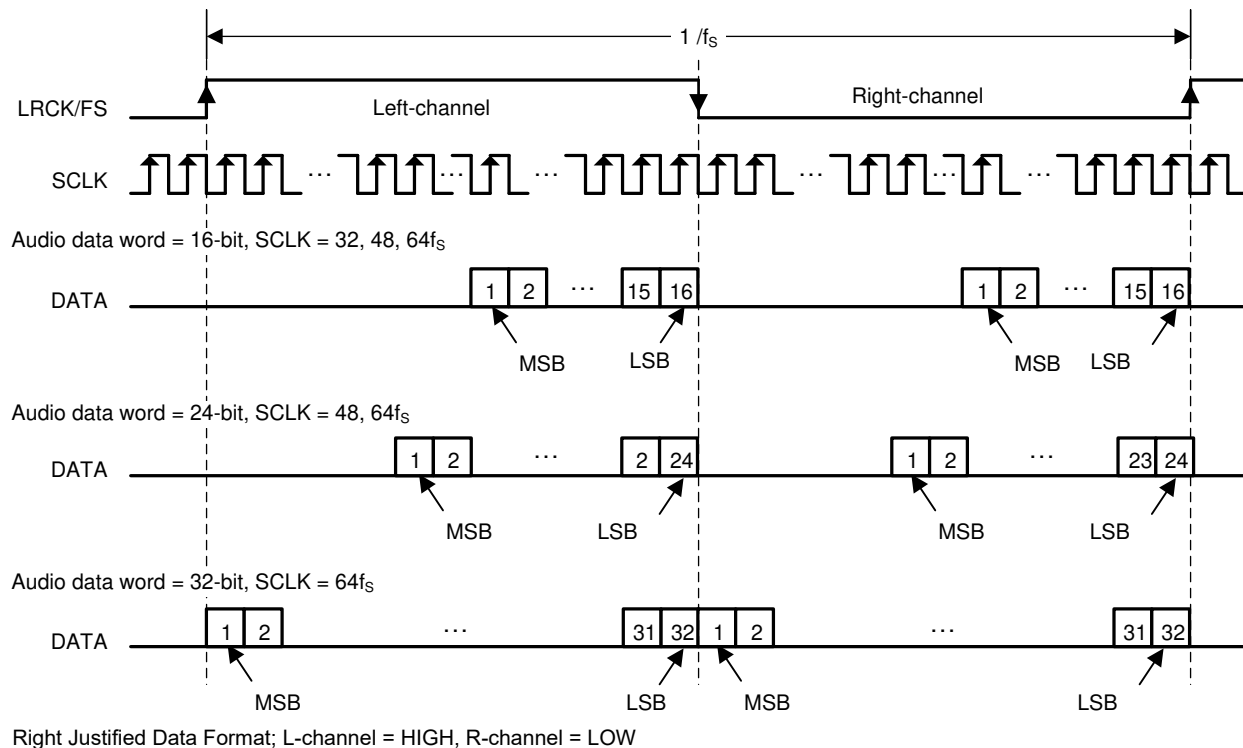 1 /fS
LRCK/FS
Left-channel
Right-channel
SCLK
... ... ... ... ... ...
Audio data word = 16-bit, SCLK = 32, 48, 64fS
DATA
1 2 ... 15 16 1 2 ... 15 16
MSB LSB MSB LSB
Audio data word = 24-bit, SCLK = 48, 64fS
DATA
1 2 ... 2 24 1 2 ... 23 24
MSB LSB MSB LSB
Audio data word = 32-bit, SCLK = 64fS
DATA
1 2 ... 31 32 1 2 ... 31 32
MSB LSB MSB LSB
Right Justified Data Format; L-channel = HIGH, R-channel = LOW